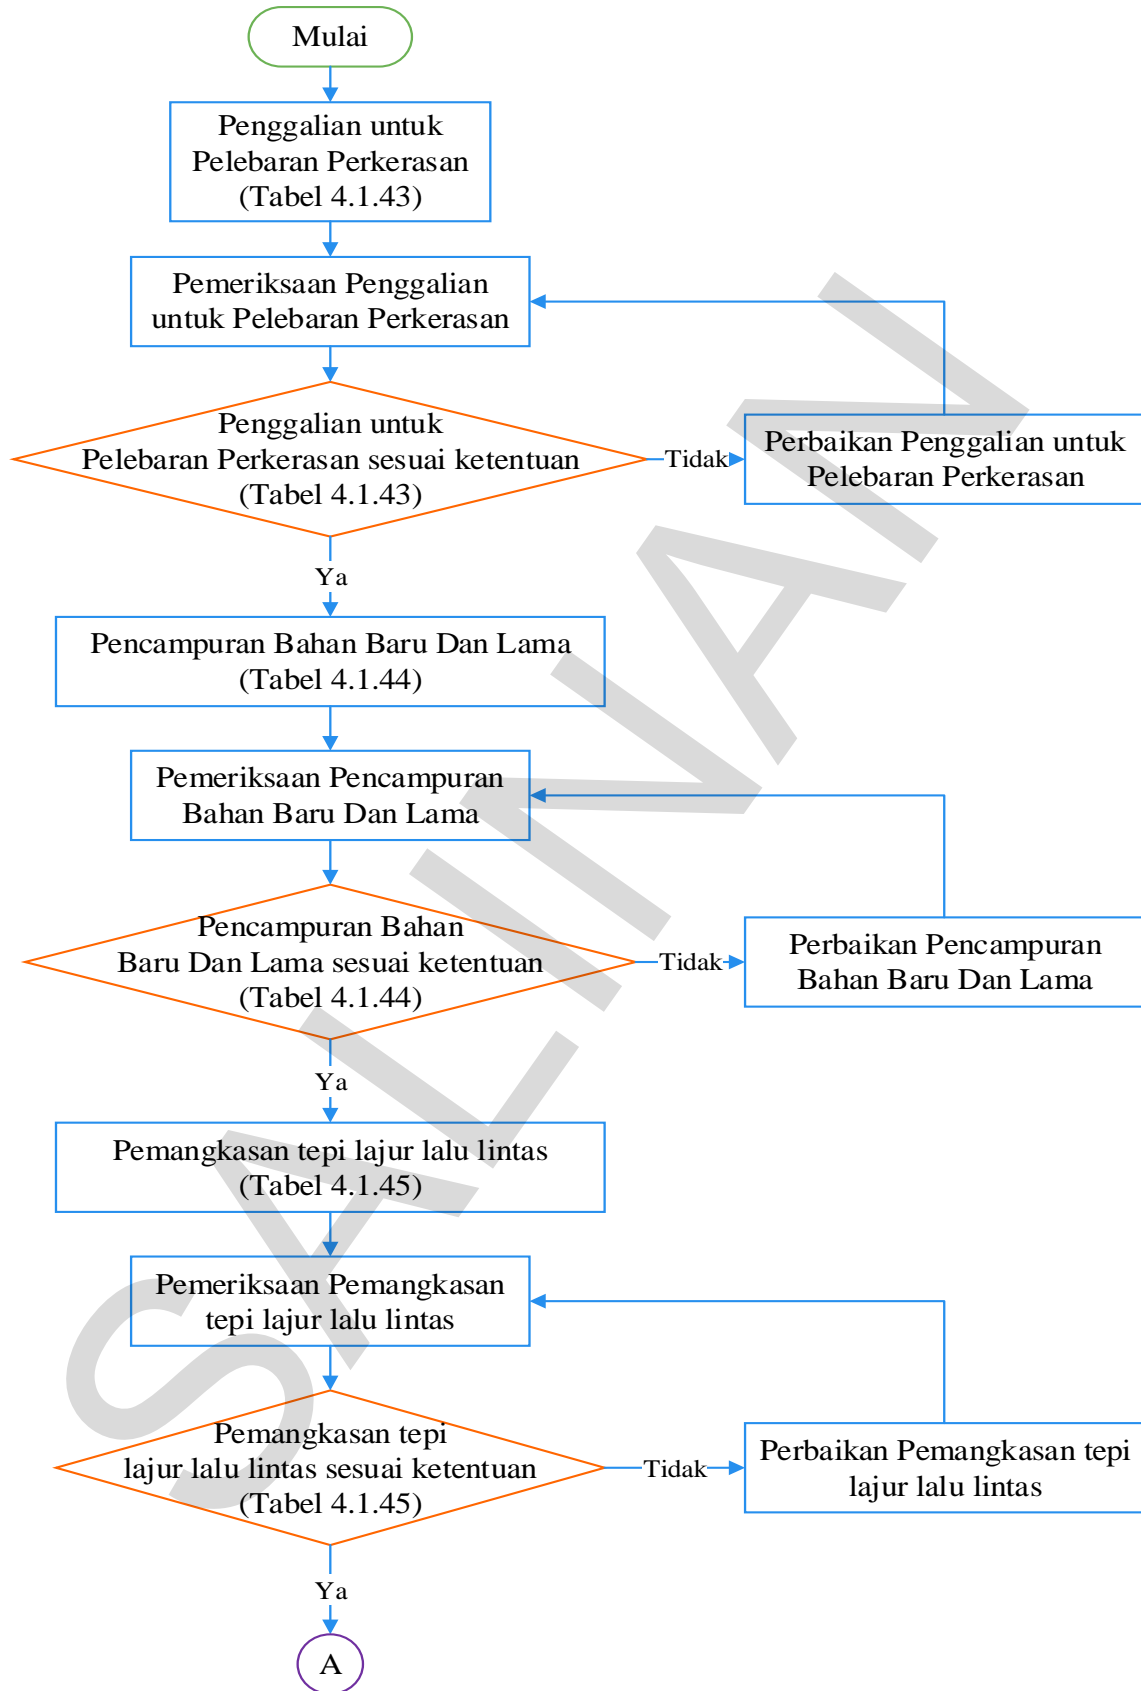 Mulai
Penggalian untuk
Pelebaran Perkerasan
(Tabel 4.1.43)
Pemeriksaan Penggalian
untuk Pelebaran Perkerasan
Penggalian untuk
Pelebaran Perkerasan sesuai ketentuan
(Tabel 4.1.43)
Tidak
Perbaikan Penggalian untuk
Pelebaran Perkerasan
Ya
Pencampuran Bahan Baru Dan Lama
(Tabel 4.1.44)
Pemeriksaan Pencampuran
Bahan Baru Dan Lama
Pencampuran Bahan
Baru Dan Lama sesuai ketentuan
(Tabel 4.1.44)
Tidak
Perbaikan Pencampuran
Bahan Baru Dan Lama
Ya
Pemangkasan tepi lajur lalu lintas
(Tabel 4.1.45)
Pemeriksaan Pemangkasan
tepi lajur lalu lintas
Pemangkasan tepi
lajur lalu lintas sesuai ketentuan
(Tabel 4.1.45)
Tidak
Perbaikan Pemangkasan tepi
lajur lalu lintas
Ya
A
SALINAN